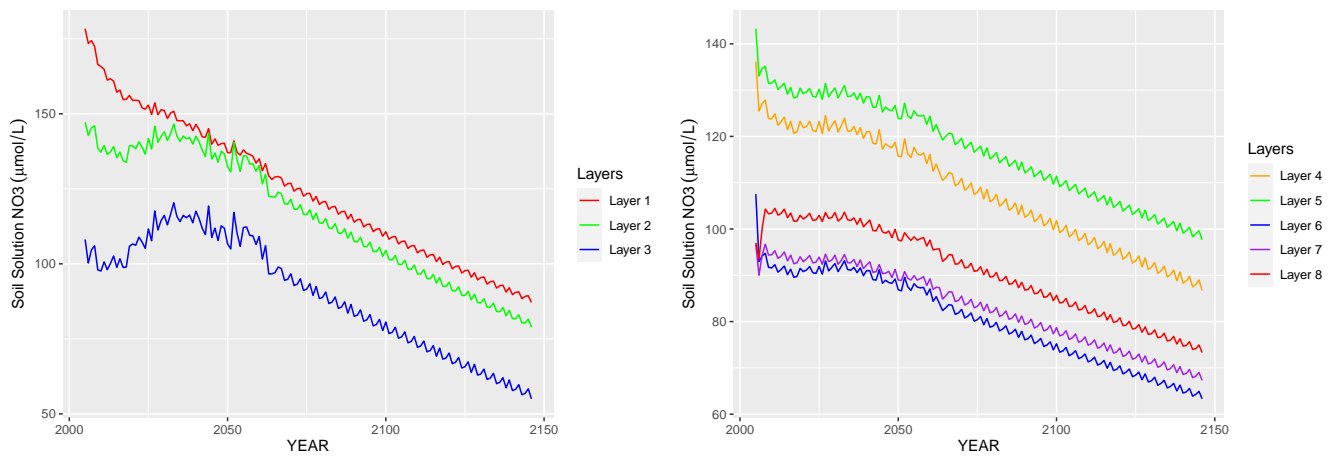 Soil Solution NO3 (μmol/L)
150
100
50
2000
2050
2100
2150
YEAR
Layers
Layer 1
Layer 2
Layer 3
Soil Solution NO3 (μmol/L)
140
120
100
80
60
2000
2050
2100
2150
YEAR
Layers
Layer 4
Layer 5
Layer 6
Layer 7
Layer 8